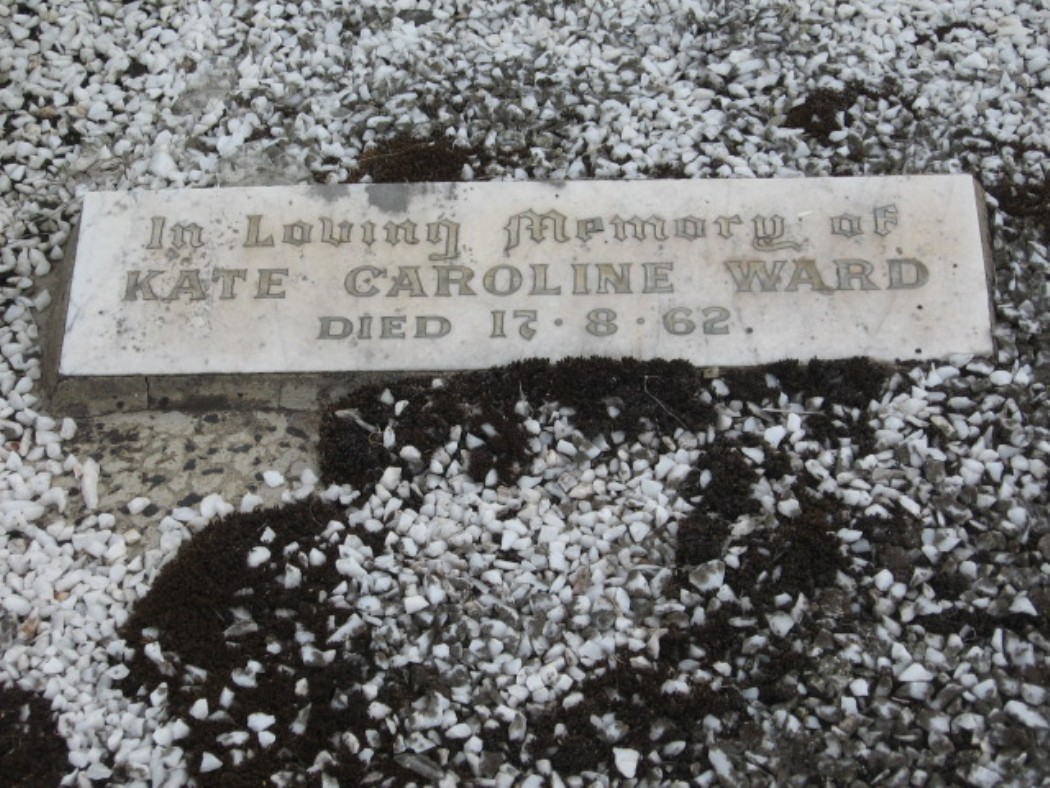 In Loving Memory of
KATE CAROLINE WARD
DIED 17·8·62.